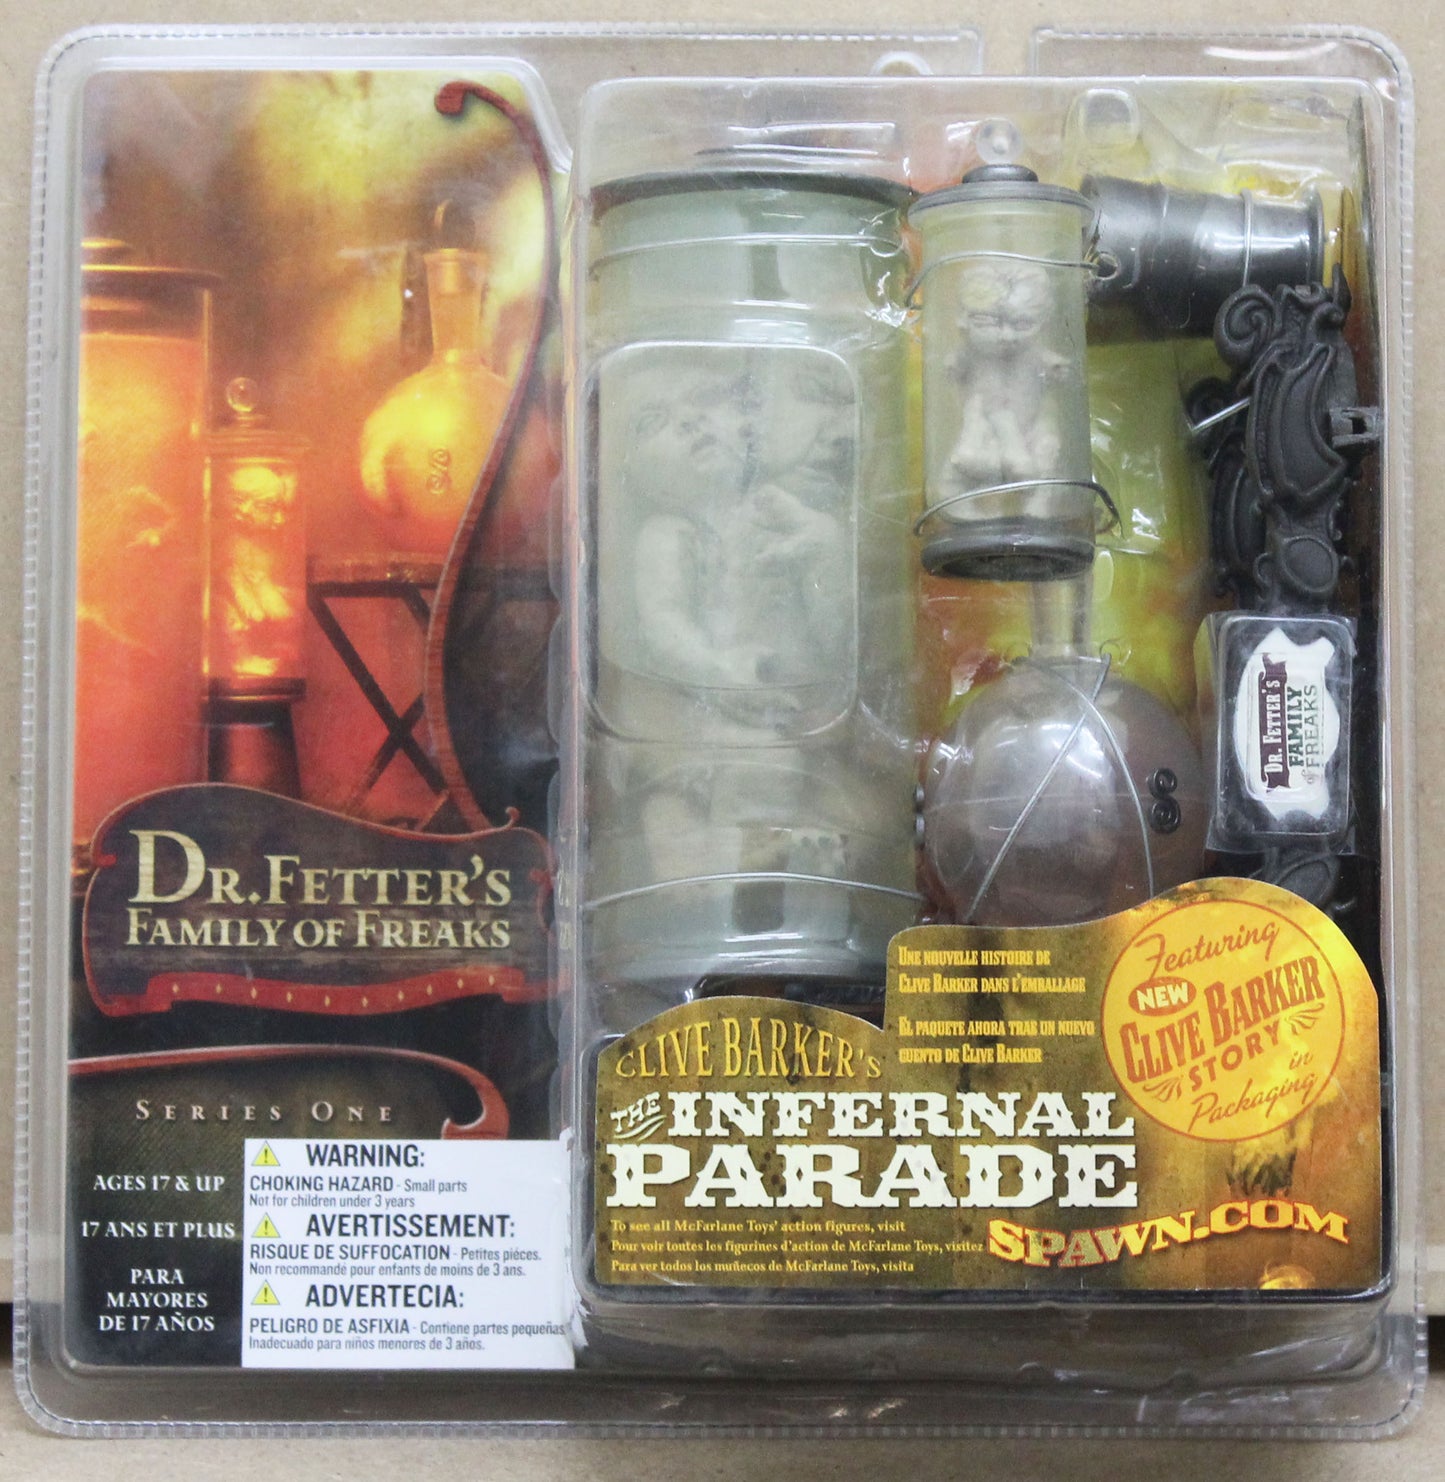 Dr. Fetter's
Family of Freaks
Series One
Ages 17 & up
17 ans et plus
Para
mayores
de 17 años
WARNING:
CHOKING HAZARD - Small parts
Not for children under 3 years
AVERTISSEMENT:
RISQUE DE SUFFOCATION - Petites piéces.
Non recommandé pour enfants de moins de 3 ans.
ADVERTECIA:
PELIGRO DE ASFIXIA - Contiene partes pequeñas
Inadecuado para niños menores de 3 años.
Dr. Fetter's
Family
of Freaks
Une nouvelle histoire de
Clive Barker dans l'emballage
El paquete ahora trae un nuevo
cuento de Clive Barker
Featuring
NEW
Clive Barker
Story
in
Packaging
Clive Barker's
The Infernal
Parade
To see all McFarlane Toys' action figures, visit
Pour voir toutes les figurines d'action de McFarlane Toys, visitez
Para ver todos los muñecos de McFarlane Toys, visita
Spawn.com